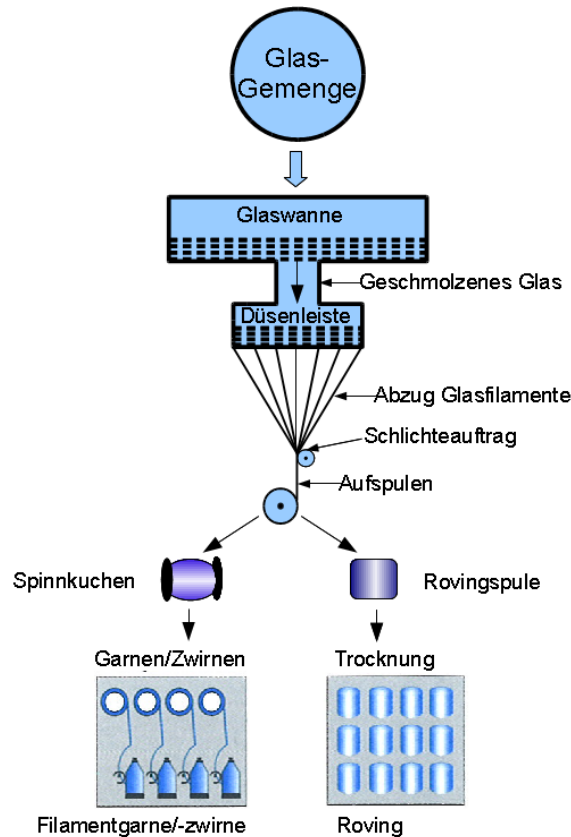 Glas-
Gemenge
Glaswanne
Geschmolzenes Glas
Düsenleiste
Abzug Glasfilamente
Schlichteauftrag
Aufspulen
Spinnkuchen
Rovingspule
Garnen/Zwirnen
Trocknung
Filamentgarne/-zwirne
Roving